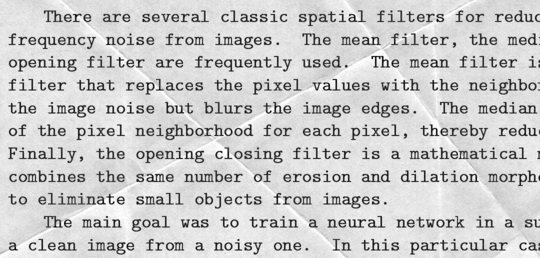 There are several classic spatial filters for reduc
frequency noise from images. The mean filter, the medi
opening filter are frequently used. The mean filter is
filter that replaces the pixel values with the neighbor
the image noise but blurs the image edges. The median
of the pixel neighborhood for each pixel, thereby reduc
Finally, the opening closing filter is a mathematical m
combines the same number of erosion and dilation morpho
to eliminate small objects from images.
The main goal was to train a neural network in a su
a clean image from a noisy one. In this particular cas